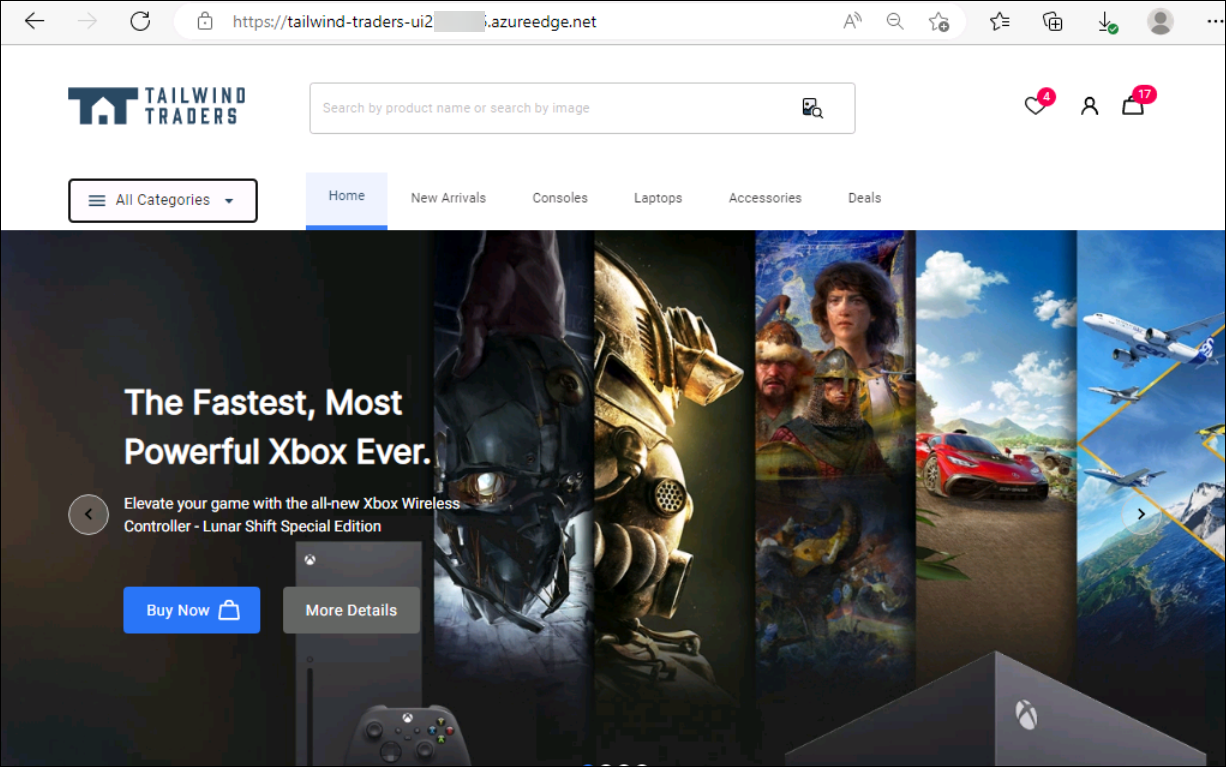 https://tailwind-traders-ui2 .azureedge.net
TAILWIND
TRADERS
Search by product name or search by image
4
17
All Categories
Home
New Arrivals
Consoles
Laptops
Accessories
Deals
The Fastest, Most
Powerful Xbox Ever.
Elevate your game with the all-new Xbox Wireless
Controller - Lunar Shift Special Edition
Buy Now
More Details